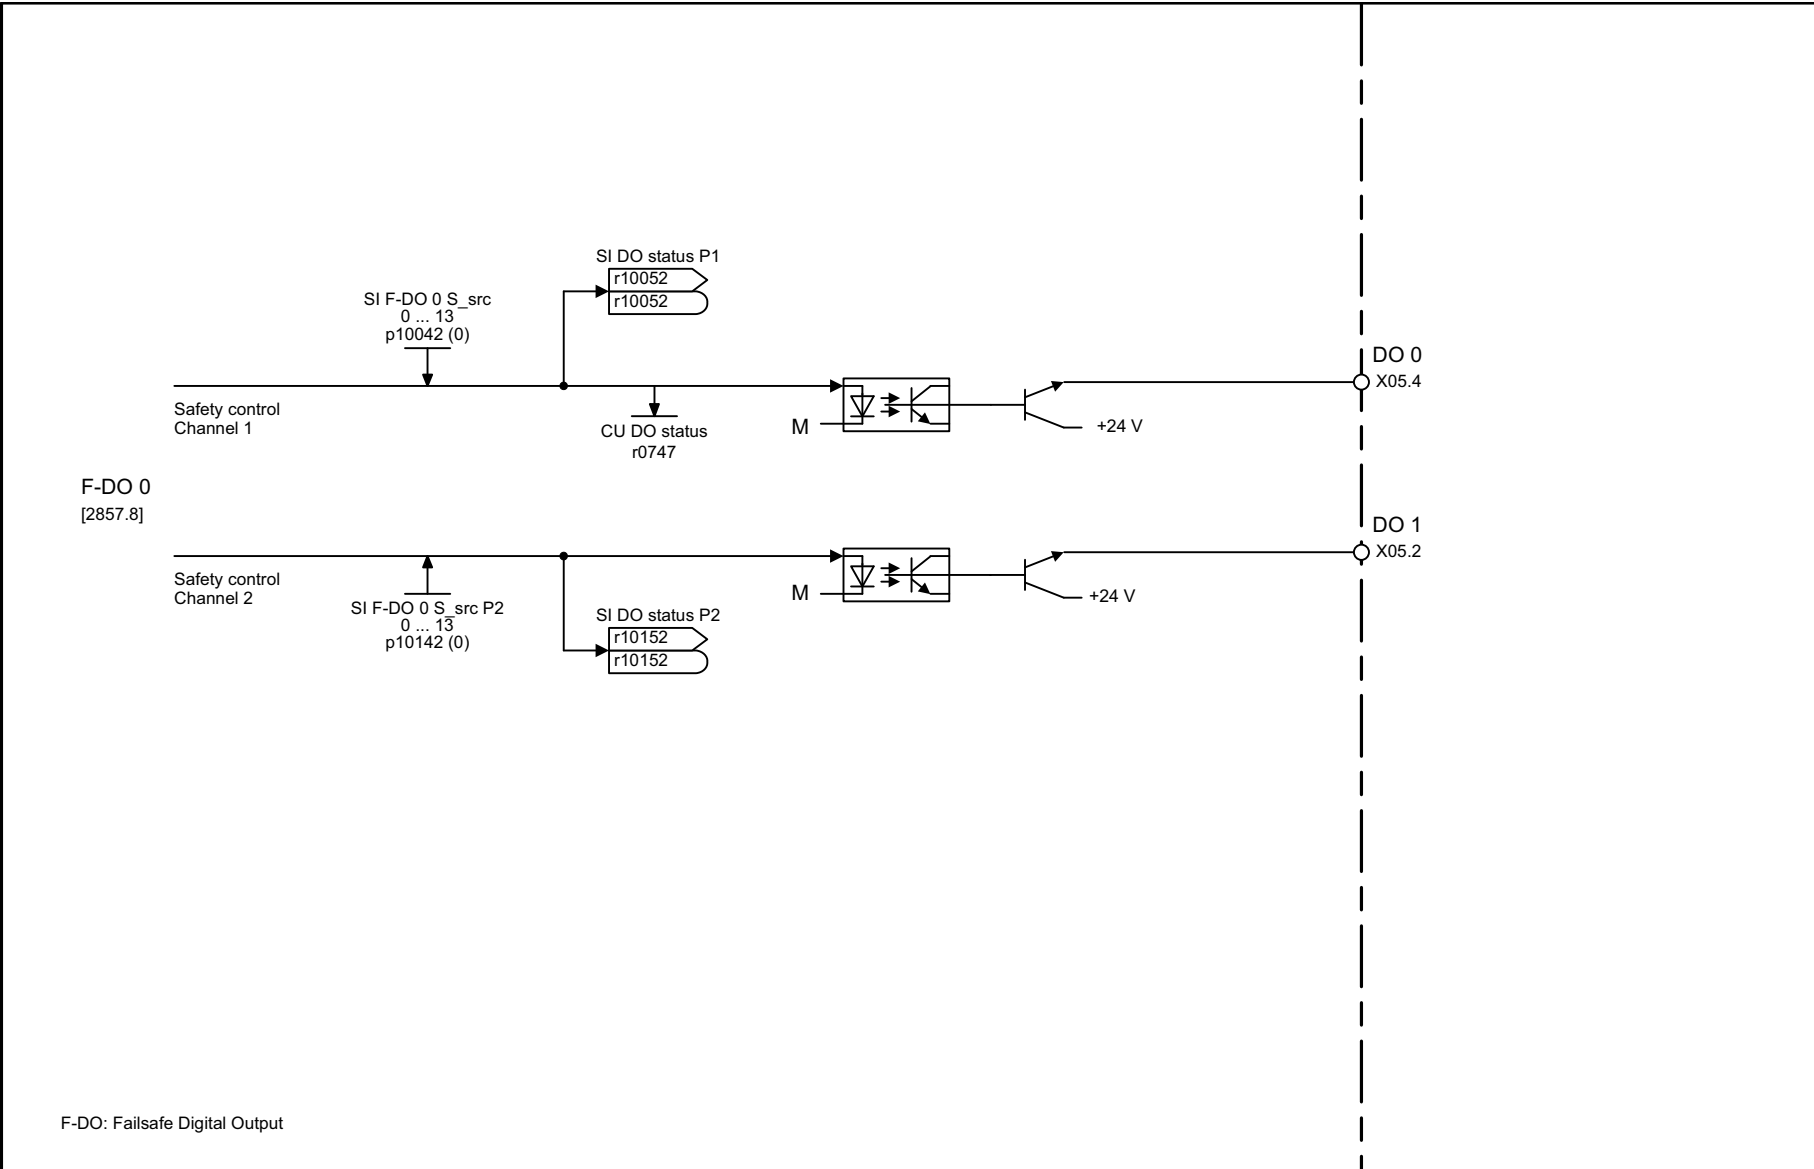 SI DO status P1
r10052
r10052
SI F-DO 0 S_src
0 ... 13
p10042 (0)
DO 0
X05.4
Safety control
Channel 1
M
+24 V
CU DO status
r0747
F-DO 0
[2857.8]
DO 1
X05.2
Safety control
Channel 2
M
+24 V
SI F-DO 0 S_src P2
0 ... 13
p10142 (0)
SI DO status P2
r10152
r10152
F-DO: Failsafe Digital Output